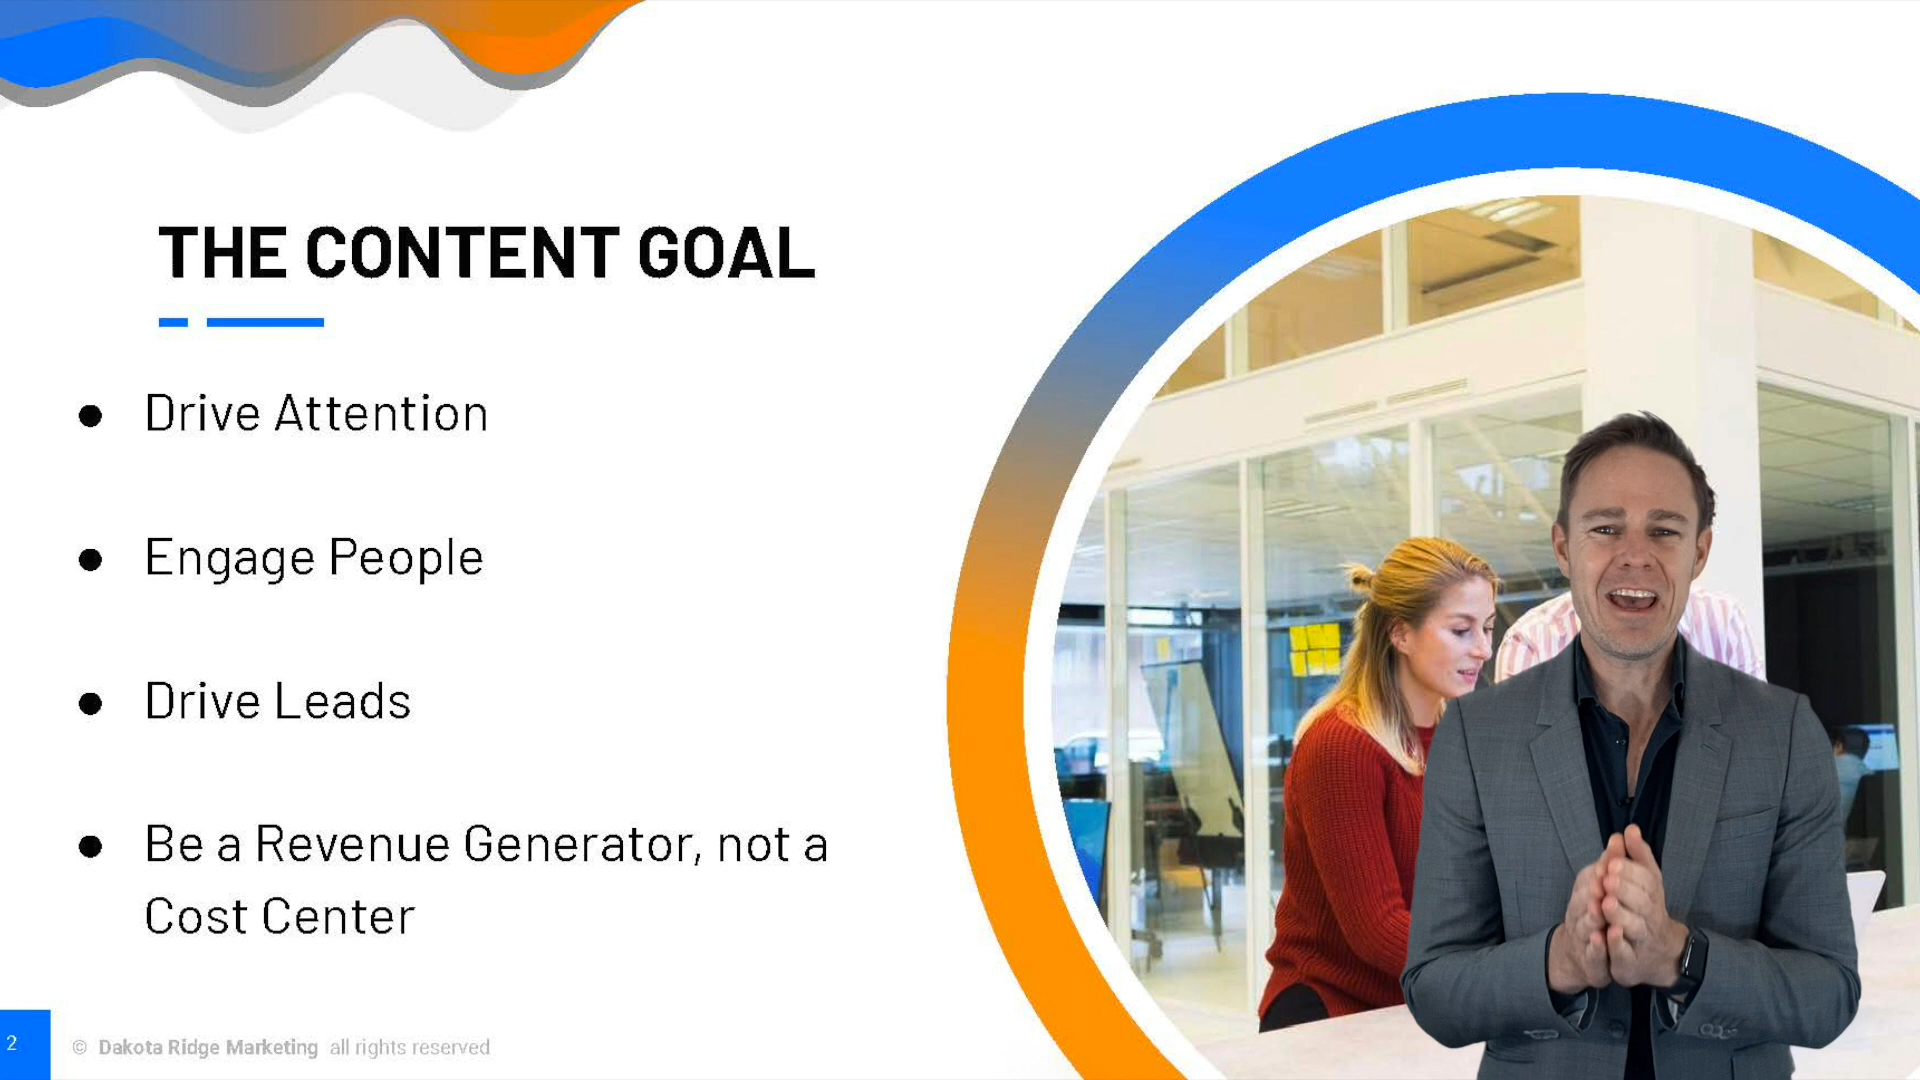 THE CONTENT GOAL
● Drive Attention
● Engage People
● Drive Leads
● Be a Revenue Generator, not a
Cost Center
2
© Dakota Ridge Marketing all rights reserved